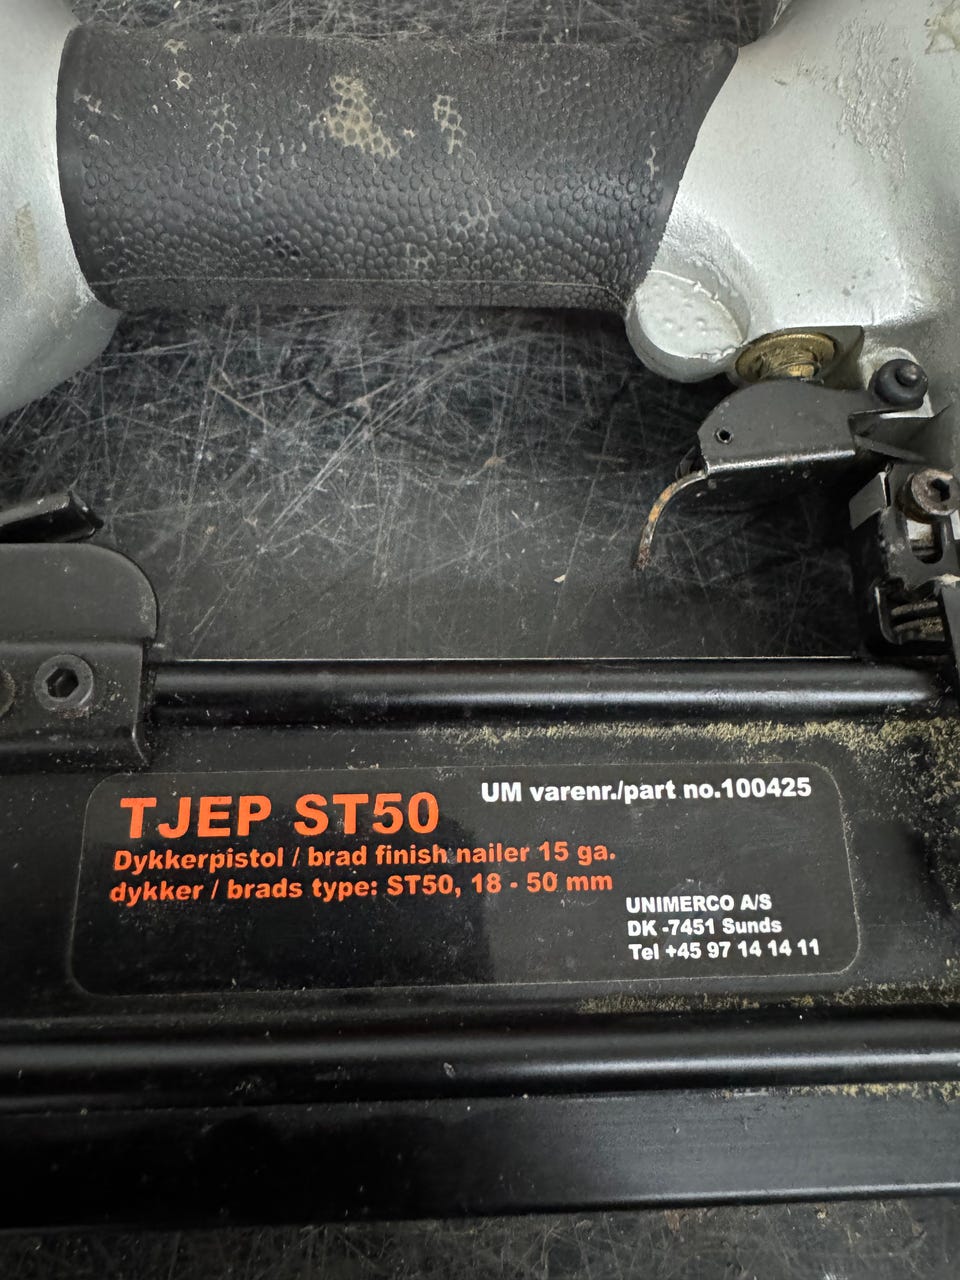 TJEP ST50
UM varenr./part no.100425
Dykkerpistol / brad finish nailer 15 ga.
dykker / brads type: ST50, 18 - 50 mm
UNIMERCO A/S
DK -7451 Sunds
Tel +45 97 14 14 11